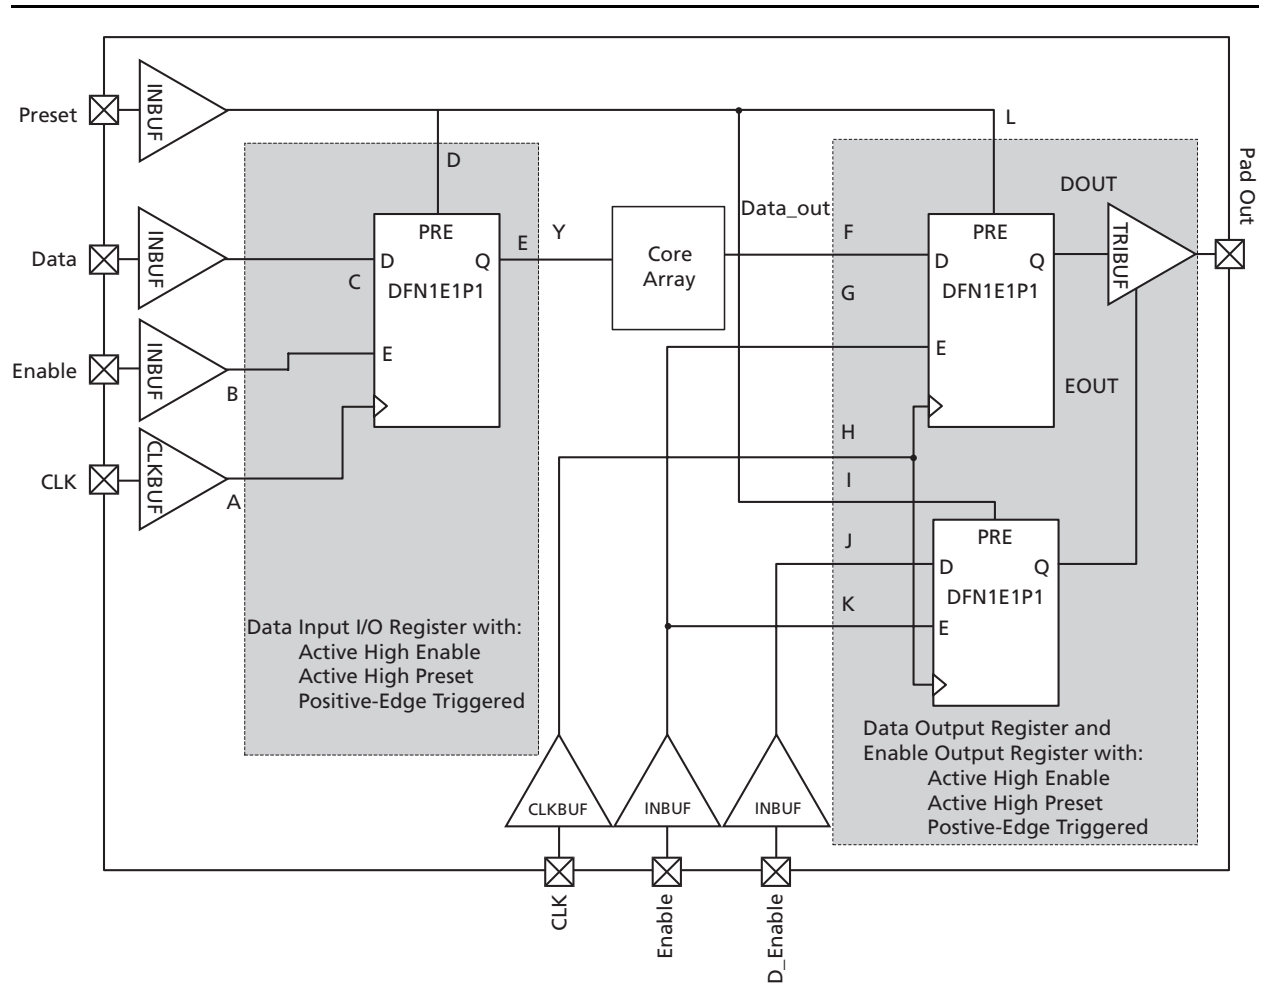 Preset
INBUF
L
D
Pad Out
DOUT
Data
INBUF
PRE
D
Q
DFN1E1P1
C
E
Y
Core
Array
Data_out
F
G
PRE
D
Q
DFN1E1P1
E
TRIBUF
EOUT
Enable
INBUF
B
E
CLK
CLKBUF
A
H
I
J
K
PRE
D
Q
DFN1E1P1
E
Data Input I/O Register with:
Active High Enable
Active High Preset
Positive-Edge Triggered
Data Output Register and
Enable Output Register with:
Active High Enable
Active High Preset
Postive-Edge Triggered
CLKBUF
INBUF
INBUF
CLK
Enable
D_Enable